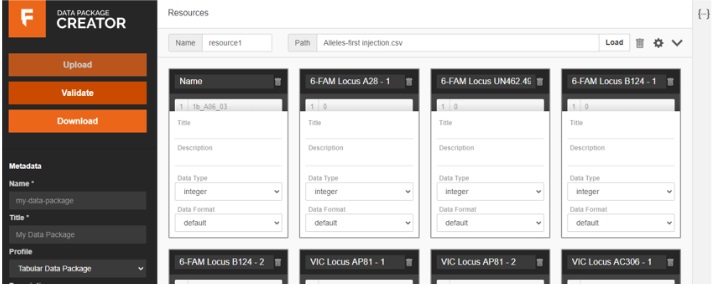 F DATA PACKAGE
CREATOR
Upload
Validate
Download
Metadata
Name *
my-data-package
Title *
My Data Package
Profile
Tabular Data Package
Resources
{··}
Name resource1 Path Alleles-first injection.csv Load
Name
1 1b_A06_03
Title
Description
Data Type
integer
Data Format
default
6-FAM Locus A28 - 1
1 0
Title
Description
Data Type
integer
Data Format
default
6-FAM Locus UN462.49
1 0
Title
Description
Data Type
integer
Data Format
default
6-FAM Locus B124 - 1
1 0
Title
Description
Data Type
integer
Data Format
default
6-FAM Locus B124 - 2
VIC Locus AP81 - 1
VIC Locus AP81 - 2
VIC Locus AC306 - 1